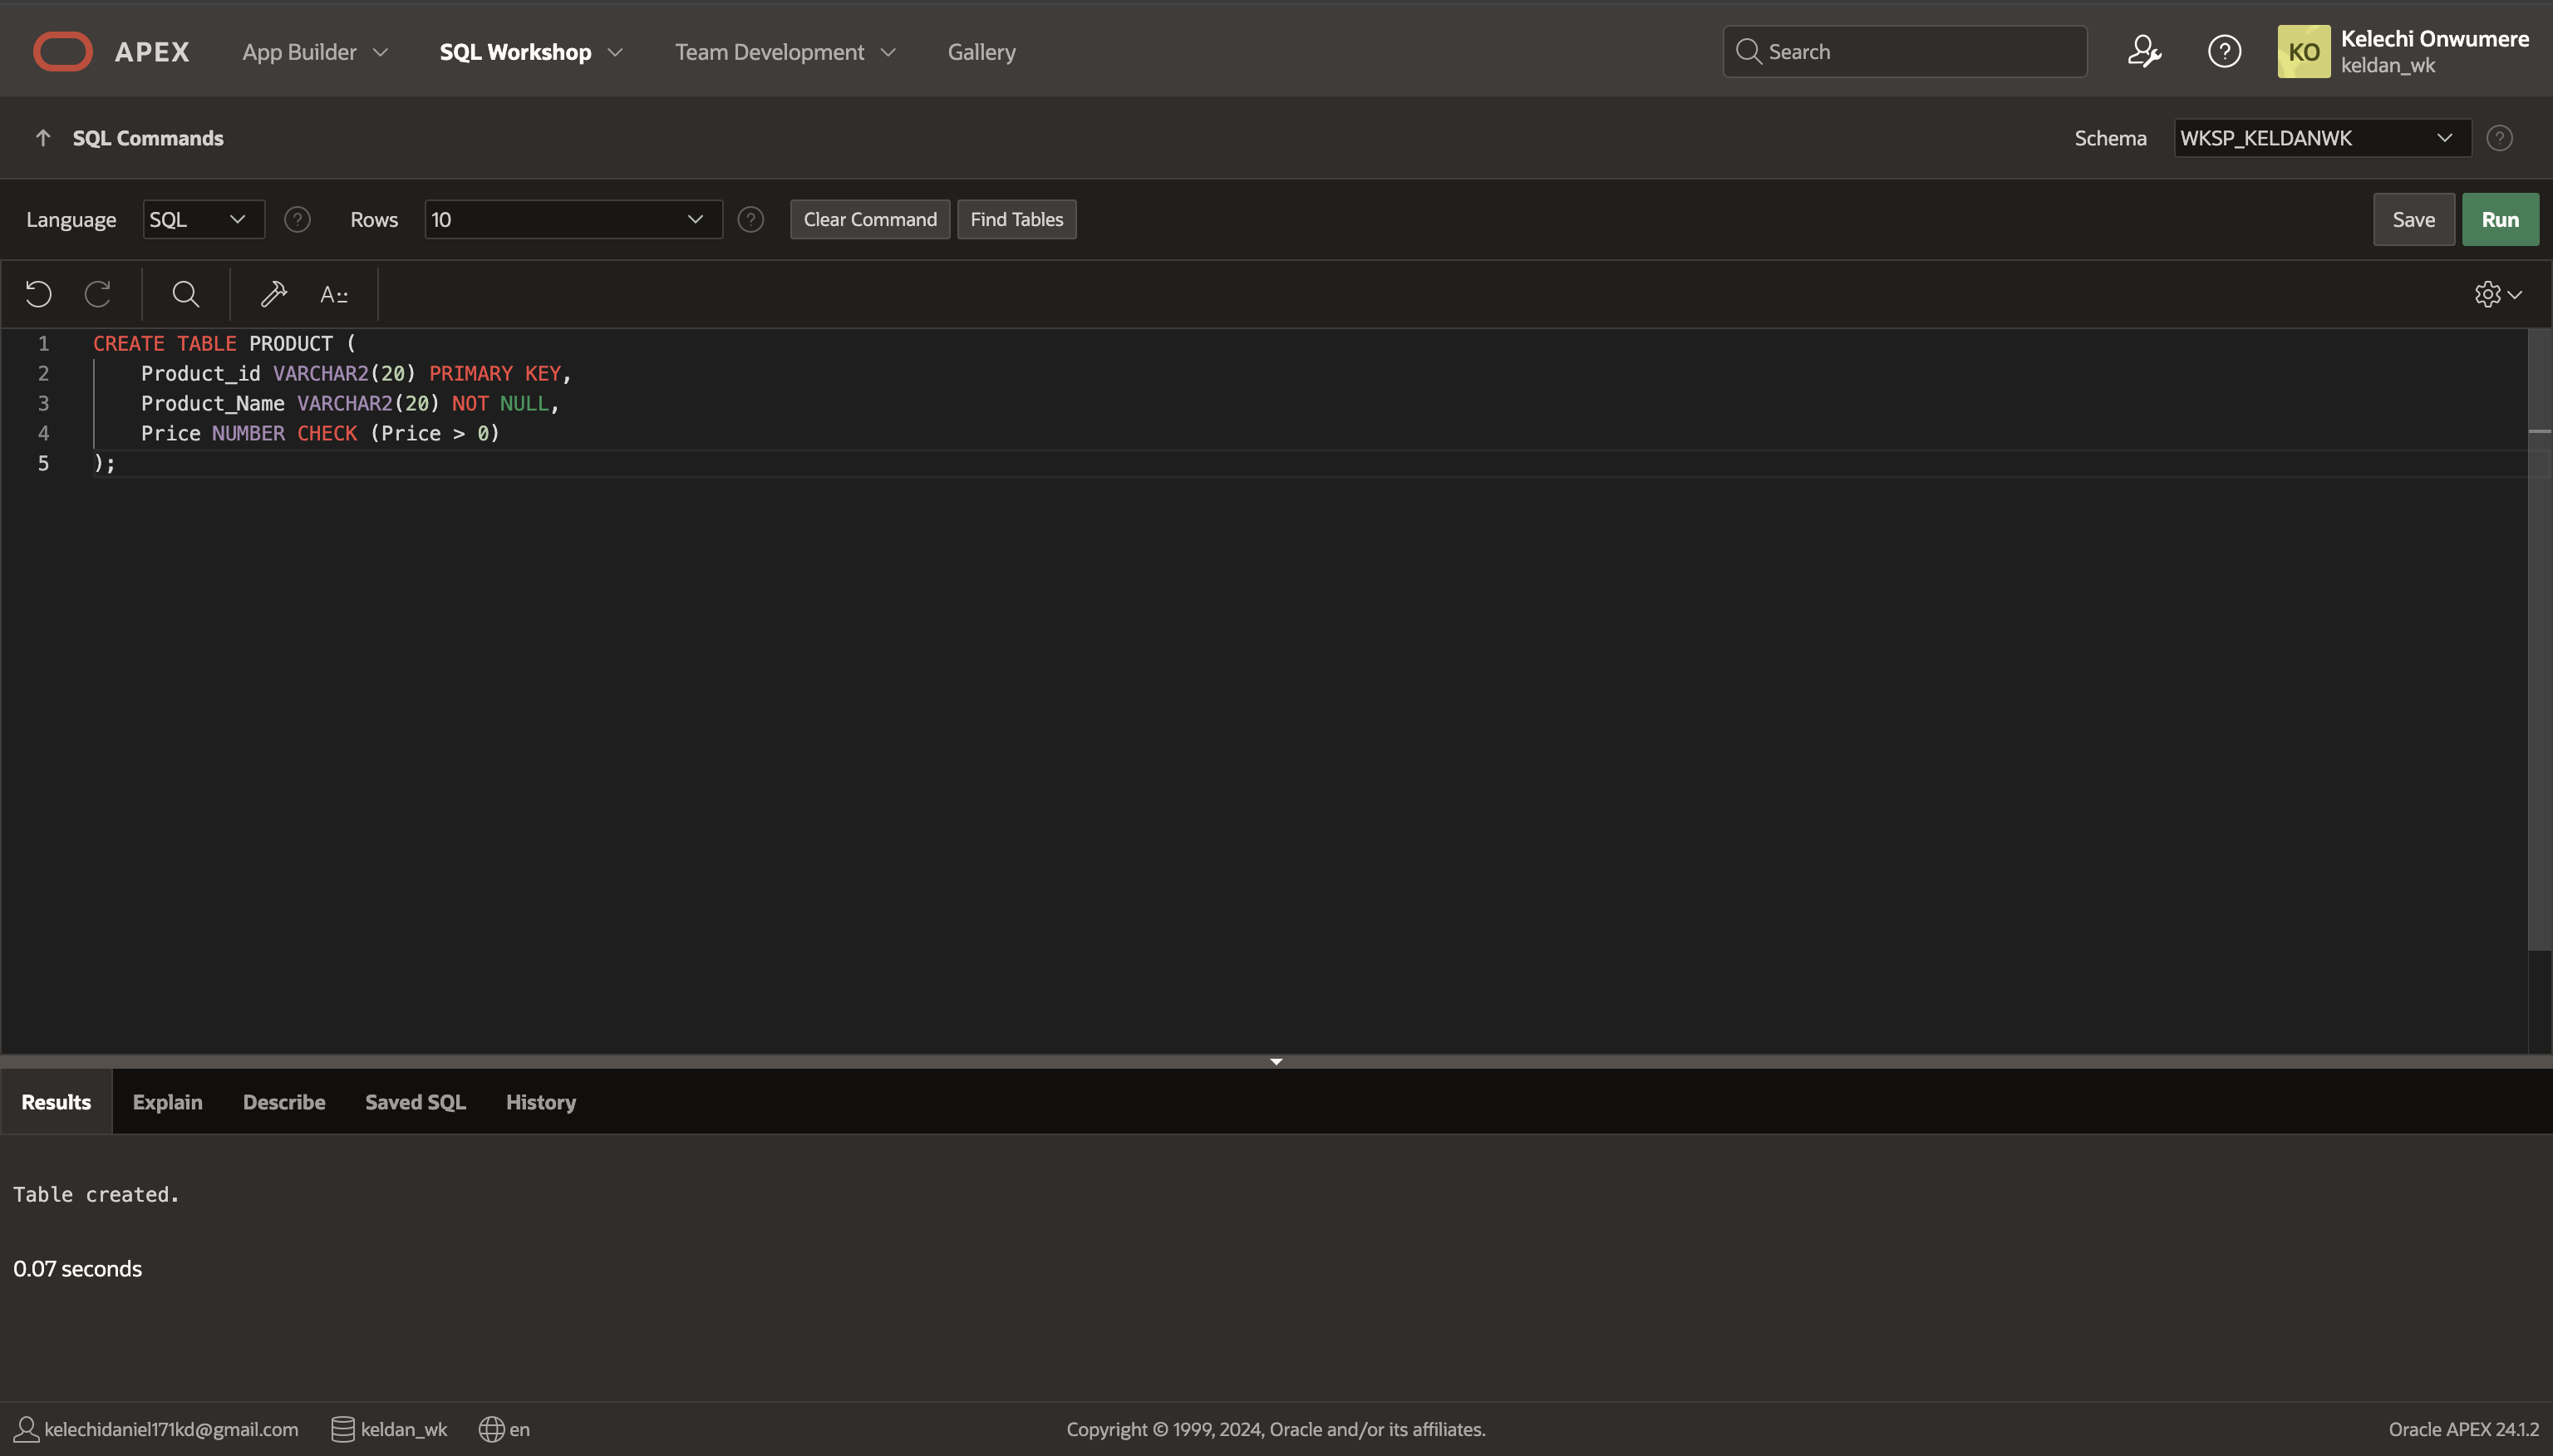 APEX App Builder SQL Workshop Team Development Gallery Search KO Kelechi Onwumere
keldan_wk
SQL Commands Schema WKSP_KELDANWK
Language SQL Rows 10 Clear Command Find Tables Save Run
1 CREATE TABLE PRODUCT (
2 Product_id VARCHAR2(20) PRIMARY KEY,
3 Product_Name VARCHAR2(20) NOT NULL,
4 Price NUMBER CHECK (Price > 0)
5 );
Results Explain Describe Saved SQL History
Table created.
0.07 seconds
kelechidaniel171kd@gmail.com keldan_wk en Copyright © 1999, 2024, Oracle and/or its affiliates. Oracle APEX 24.1.2